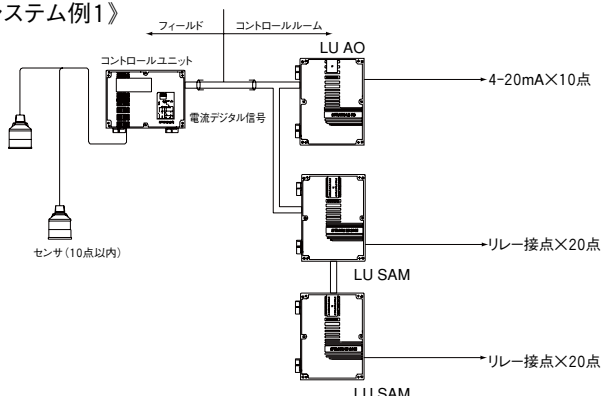 ステム例1》
フィールド
コントロールルーム
コントロールユニット
LU AO
4-20mA×10点
電流デジタル信号
センサ(10点以内)
リレー接点×20点
LU SAM
リレー接点×20点
LU SAM